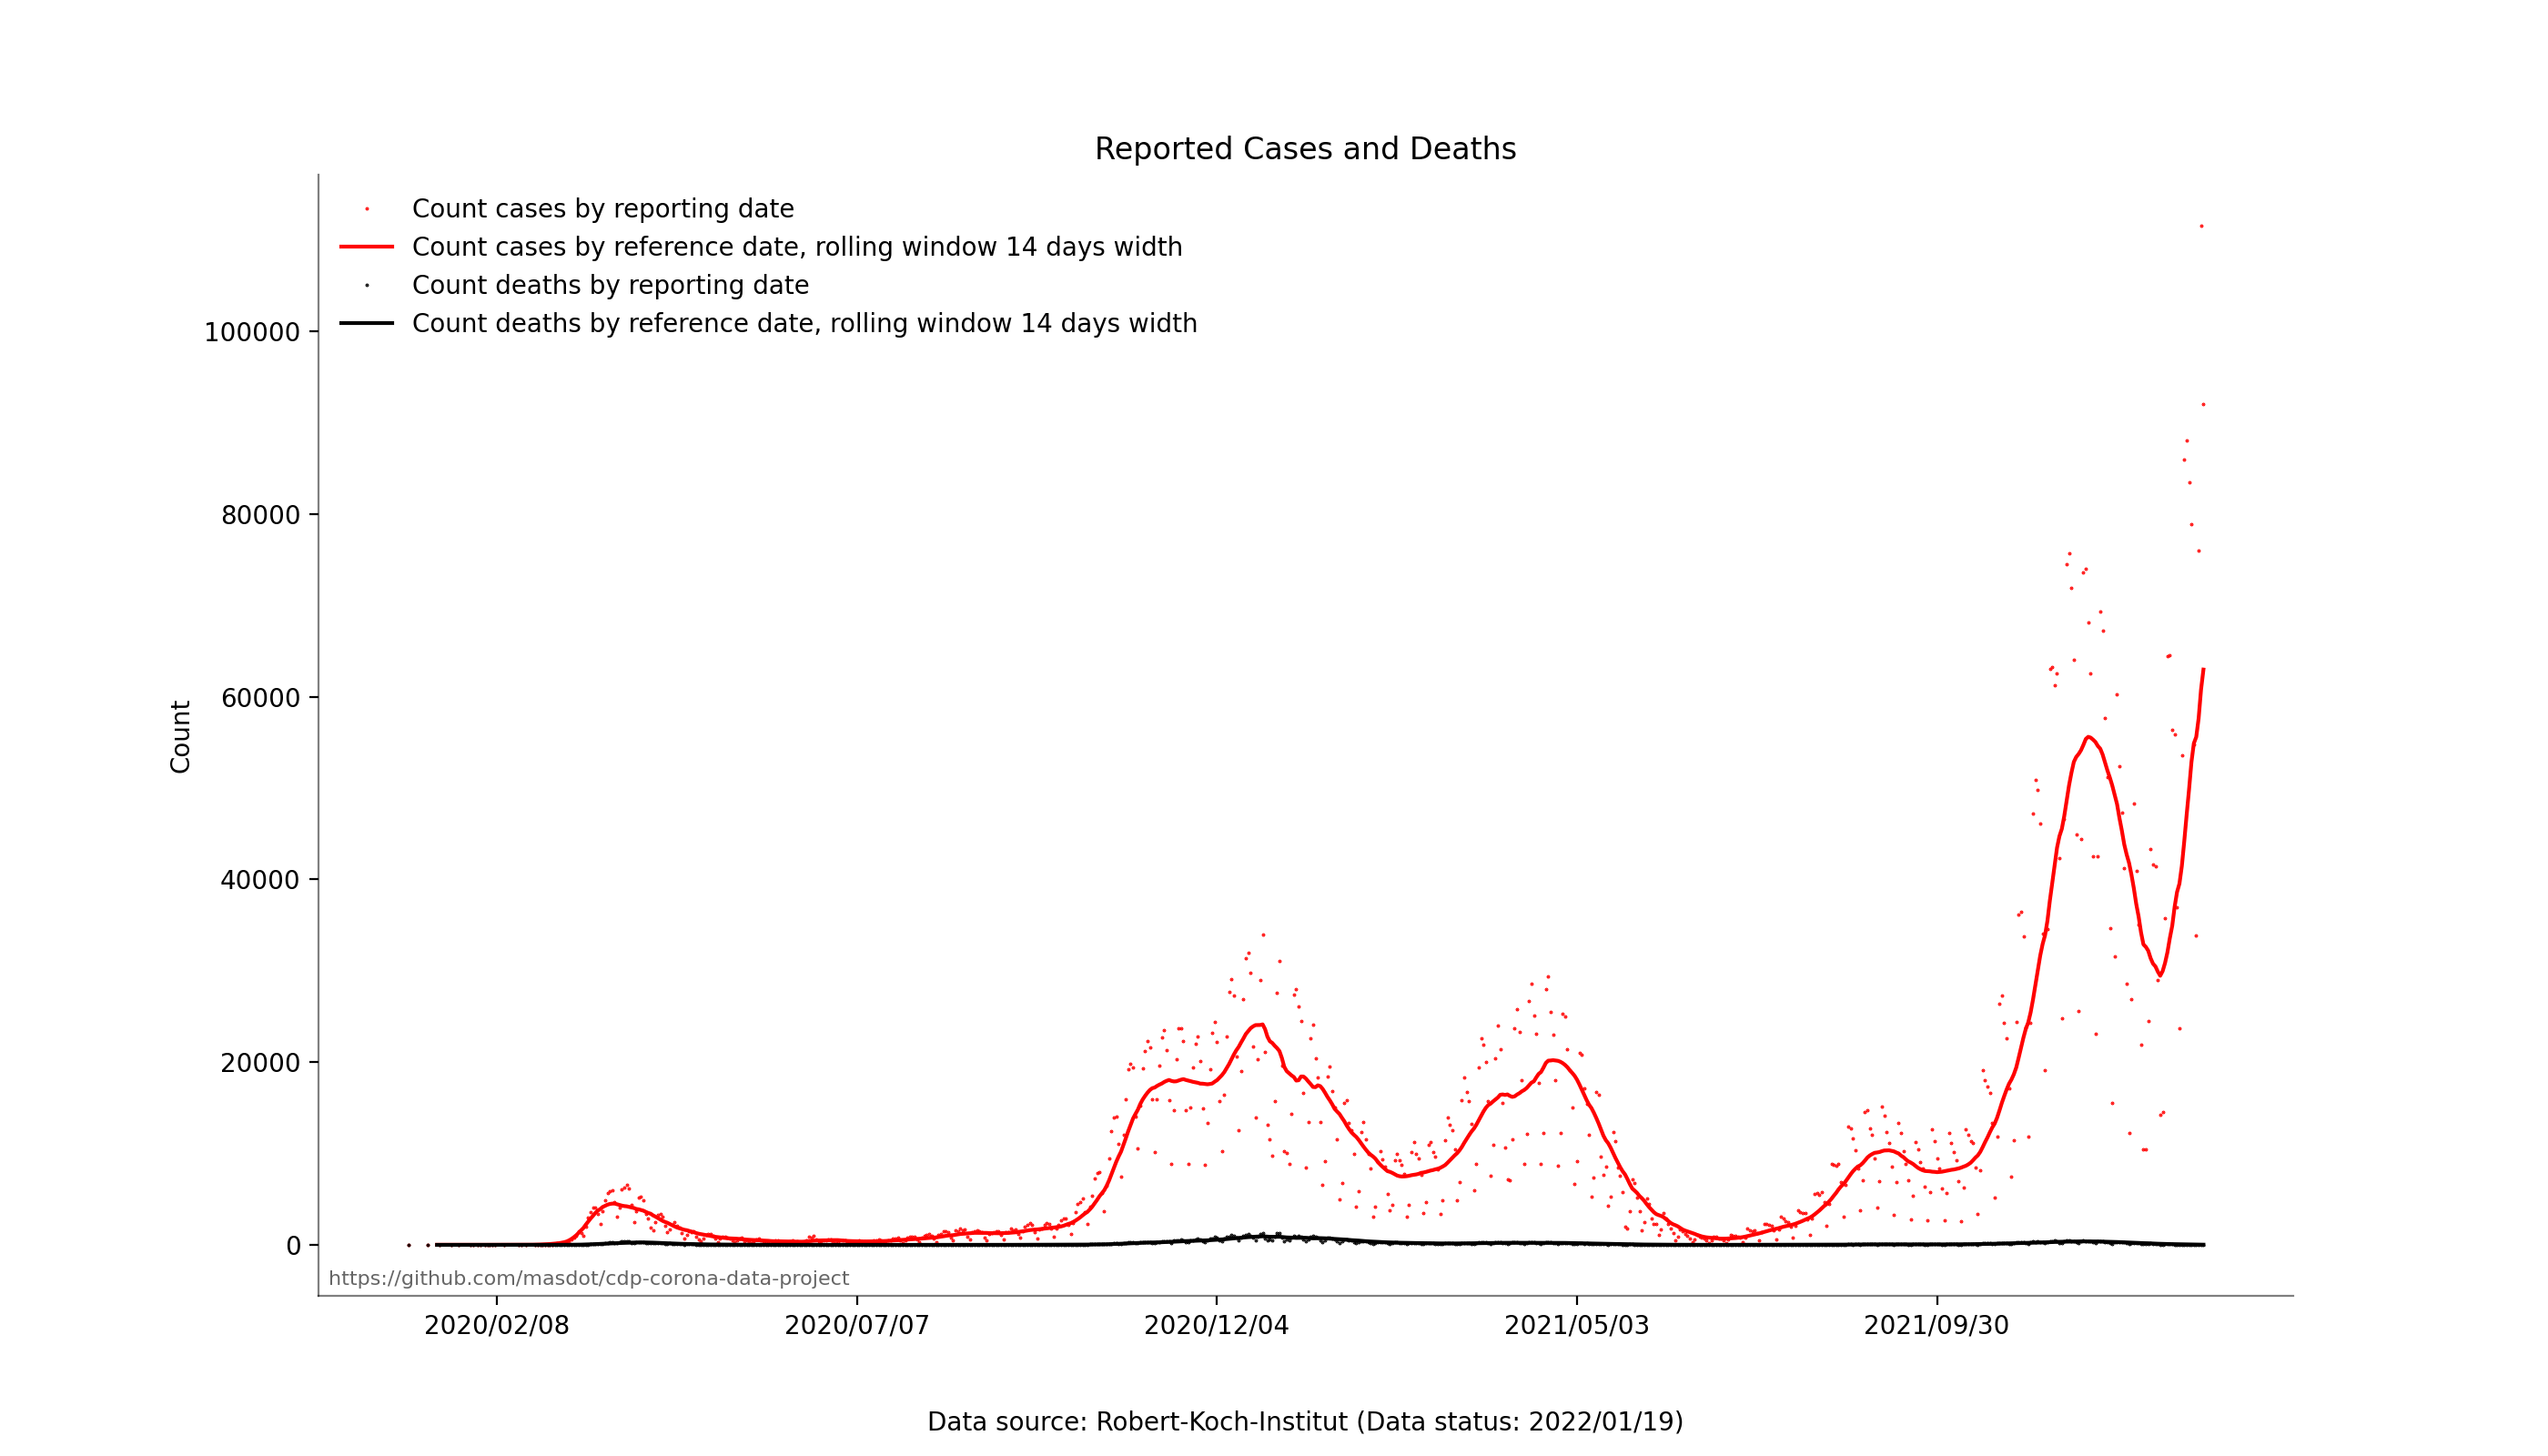 Reported Cases and Deaths
Count cases by reporting date
Count cases by reference date, rolling window 14 days width
Count deaths by reporting date
Count deaths by reference date, rolling window 14 days width
100000
80000
60000
40000
20000
0
Count
https://github.com/masdot/cdp-corona-data-project
2020/02/08 2020/07/07 2020/12/04 2021/05/03 2021/09/30
Data source: Robert-Koch-Institut (Data status: 2022/01/19)